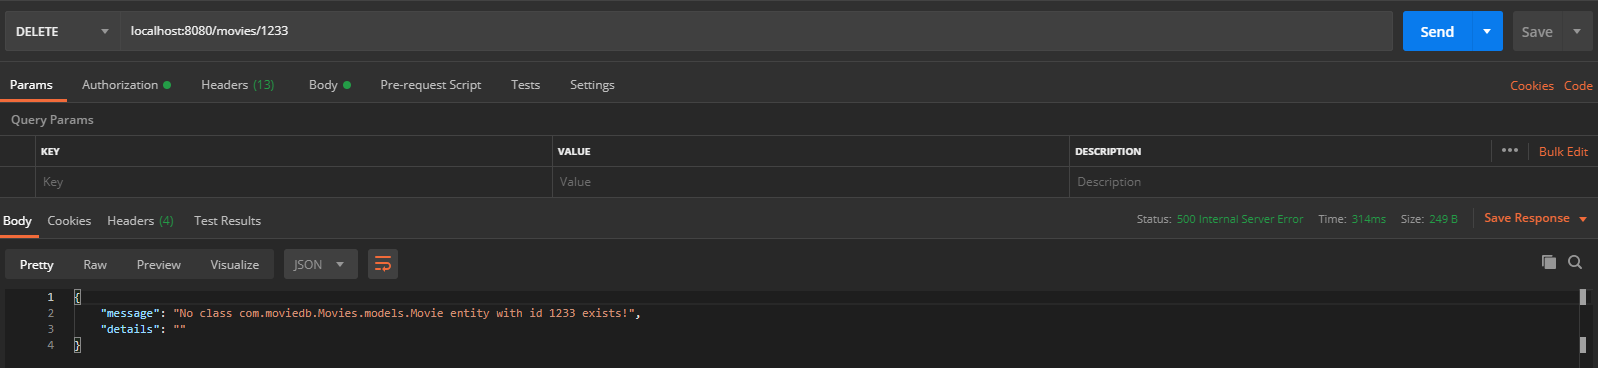 DELETE localhost:8080/movies/1233 Send Save
Params Authorization Headers (13) Body Pre-request Script Tests Settings Cookies Code
Query Params
KEY VALUE DESCRIPTION ••• Bulk Edit
Key Value Description
Body Cookies Headers (4) Test Results Status: 500 Internal Server Error Time: 314ms Size: 249 B Save Response
Pretty Raw Preview Visualize JSON
1 {
2 "message": "No class com.moviedb.Movies.models.Movie entity with id 1233 exists!",
3 "details": ""
4 }